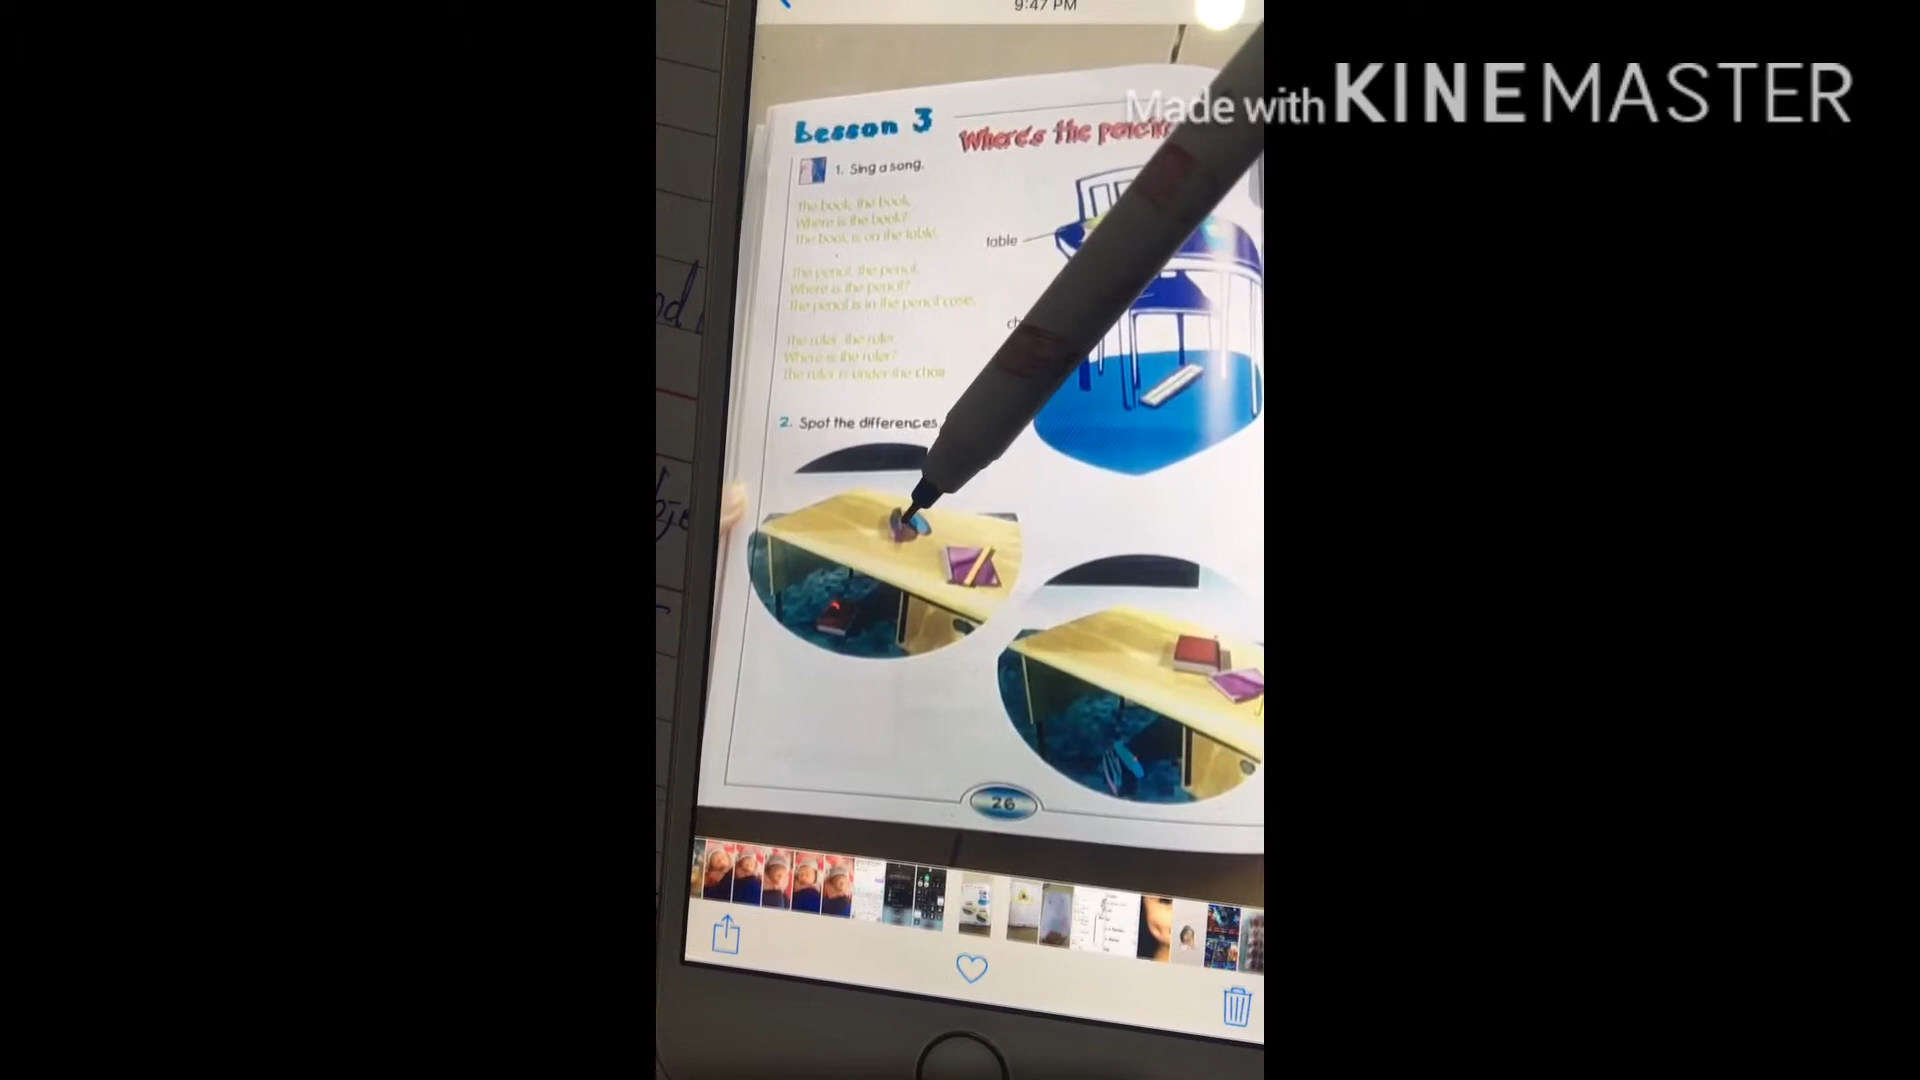 9:47 PM
Made with KINEMASTER
Lesson 3
Where's the
1. Sing a song.
The book, the book,
Where is the book?
The book is on the table.
table
The pencil, the pencil,
Where is the pencil?
The pencil is in the pencil case.
The ruler, the ruler,
Where is the ruler?
The ruler is under the chair
2. Spot the differences
26